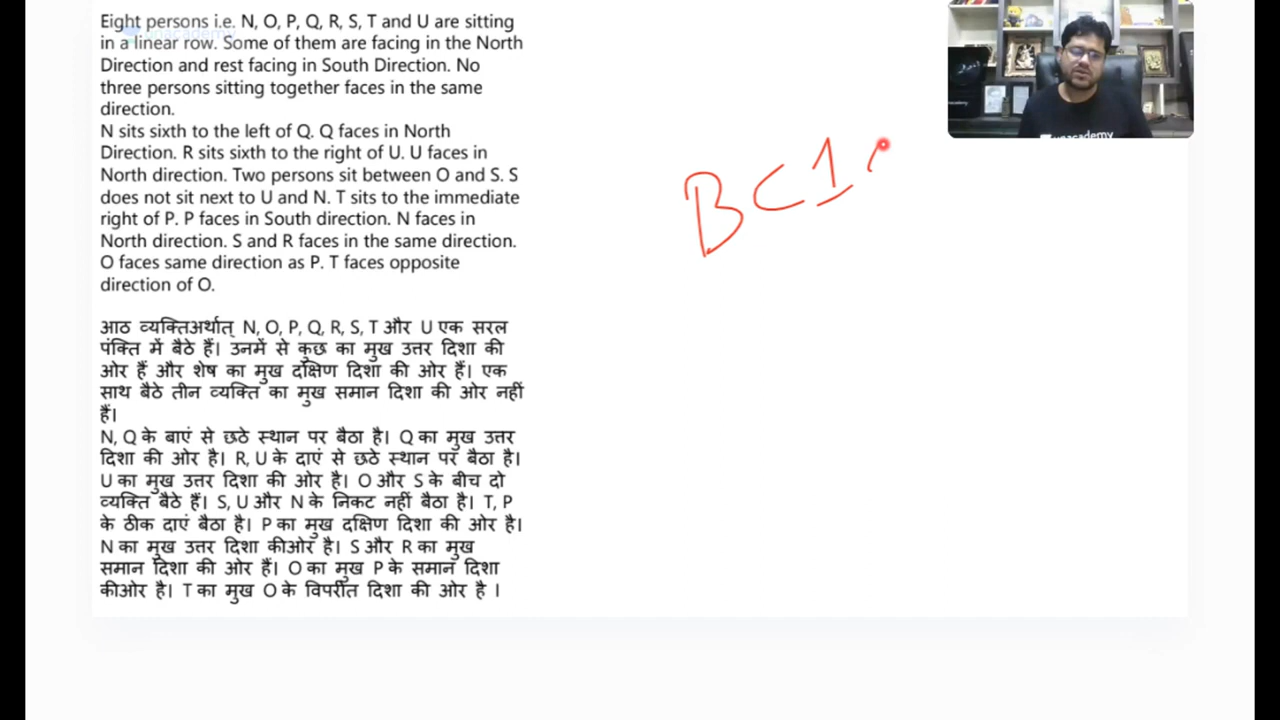 Eight persons i.e. N, O, P, Q, R, S, T and U are sitting
in a linear row. Some of them are facing in the North
Direction and rest facing in South Direction. No
three persons sitting together faces in the same
direction.
N sits sixth to the left of Q. Q faces in North
Direction. R sits sixth to the right of U. U faces in
North direction. Two persons sit between O and S. S
does not sit next to U and N. T sits to the immediate
right of P. P faces in South direction. N faces in
North direction. S and R faces in the same direction.
O faces same direction as P. T faces opposite
direction of O.
आठ व्यक्तिअर्थात् N, O, P, Q, R, S, T और U एक सरल
पंक्ति में बैठे हैं। उनमें से कुछ का मुख उत्तर दिशा की
ओर हैं और शेष का मुख दक्षिण दिशा की ओर हैं। एक
साथ बैठे तीन व्यक्ति का मुख समान दिशा की ओर नहीं
हैं।
N, Q के बाएं से छठे स्थान पर बैठा है। Q का मुख उत्तर
दिशा की ओर है। R, U के दाएं से छठे स्थान पर बैठा है।
U का मुख उत्तर दिशा की ओर है। O और S के बीच दो
व्यक्ति बैठे हैं। S, U और N के निकट नहीं बैठा है। T, P
के ठीक दाएं बैठा है। P का मुख दक्षिण दिशा की ओर है।
N का मुख उत्तर दिशा कीओर है। S और R का मुख
समान दिशा की ओर हैं। O का मुख P के समान दिशा
कीओर है। T का मुख O के विपरीत दिशा की ओर है ।
BC1
unacademy
unacademy